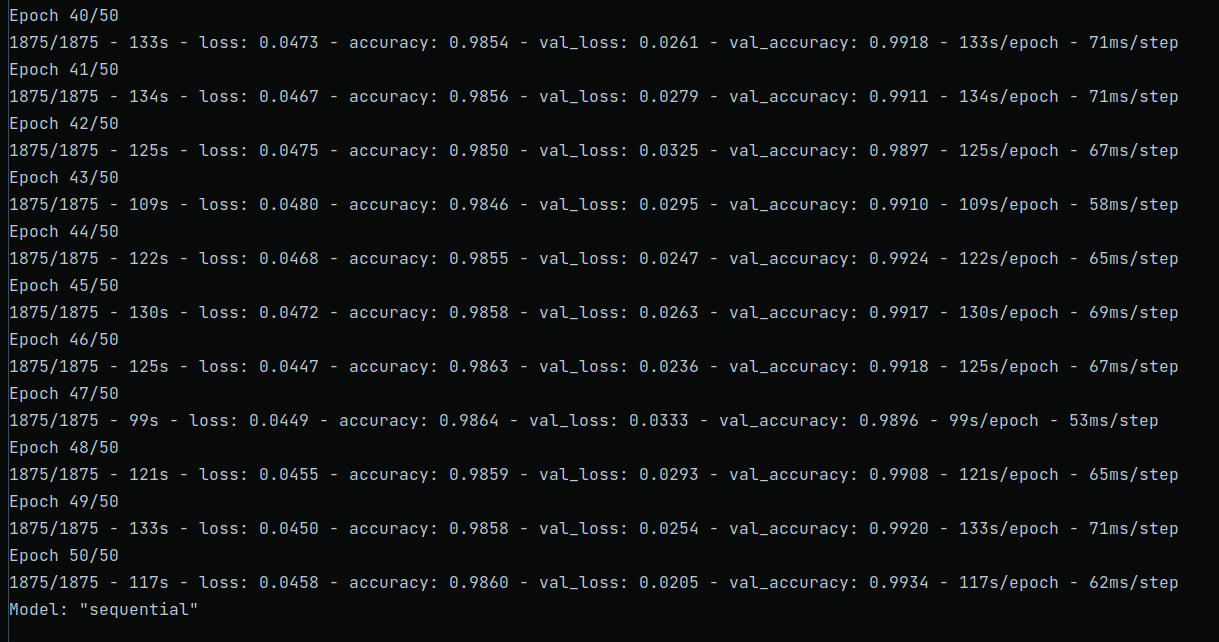 Epoch 40/50
1875/1875 - 133s - loss: 0.0473 - accuracy: 0.9854 - val_loss: 0.0261 - val_accuracy: 0.9918 - 133s/epoch - 71ms/step
Epoch 41/50
1875/1875 - 134s - loss: 0.0467 - accuracy: 0.9856 - val_loss: 0.0279 - val_accuracy: 0.9911 - 134s/epoch - 71ms/step
Epoch 42/50
1875/1875 - 125s - loss: 0.0475 - accuracy: 0.9850 - val_loss: 0.0325 - val_accuracy: 0.9897 - 125s/epoch - 67ms/step
Epoch 43/50
1875/1875 - 109s - loss: 0.0480 - accuracy: 0.9846 - val_loss: 0.0295 - val_accuracy: 0.9910 - 109s/epoch - 58ms/step
Epoch 44/50
1875/1875 - 122s - loss: 0.0468 - accuracy: 0.9855 - val_loss: 0.0247 - val_accuracy: 0.9924 - 122s/epoch - 65ms/step
Epoch 45/50
1875/1875 - 130s - loss: 0.0472 - accuracy: 0.9858 - val_loss: 0.0263 - val_accuracy: 0.9917 - 130s/epoch - 69ms/step
Epoch 46/50
1875/1875 - 125s - loss: 0.0447 - accuracy: 0.9863 - val_loss: 0.0236 - val_accuracy: 0.9918 - 125s/epoch - 67ms/step
Epoch 47/50
1875/1875 - 99s - loss: 0.0449 - accuracy: 0.9864 - val_loss: 0.0333 - val_accuracy: 0.9896 - 99s/epoch - 53ms/step
Epoch 48/50
1875/1875 - 121s - loss: 0.0455 - accuracy: 0.9859 - val_loss: 0.0293 - val_accuracy: 0.9908 - 121s/epoch - 65ms/step
Epoch 49/50
1875/1875 - 133s - loss: 0.0450 - accuracy: 0.9858 - val_loss: 0.0254 - val_accuracy: 0.9920 - 133s/epoch - 71ms/step
Epoch 50/50
1875/1875 - 117s - loss: 0.0458 - accuracy: 0.9860 - val_loss: 0.0205 - val_accuracy: 0.9934 - 117s/epoch - 62ms/step
Model: "sequential"